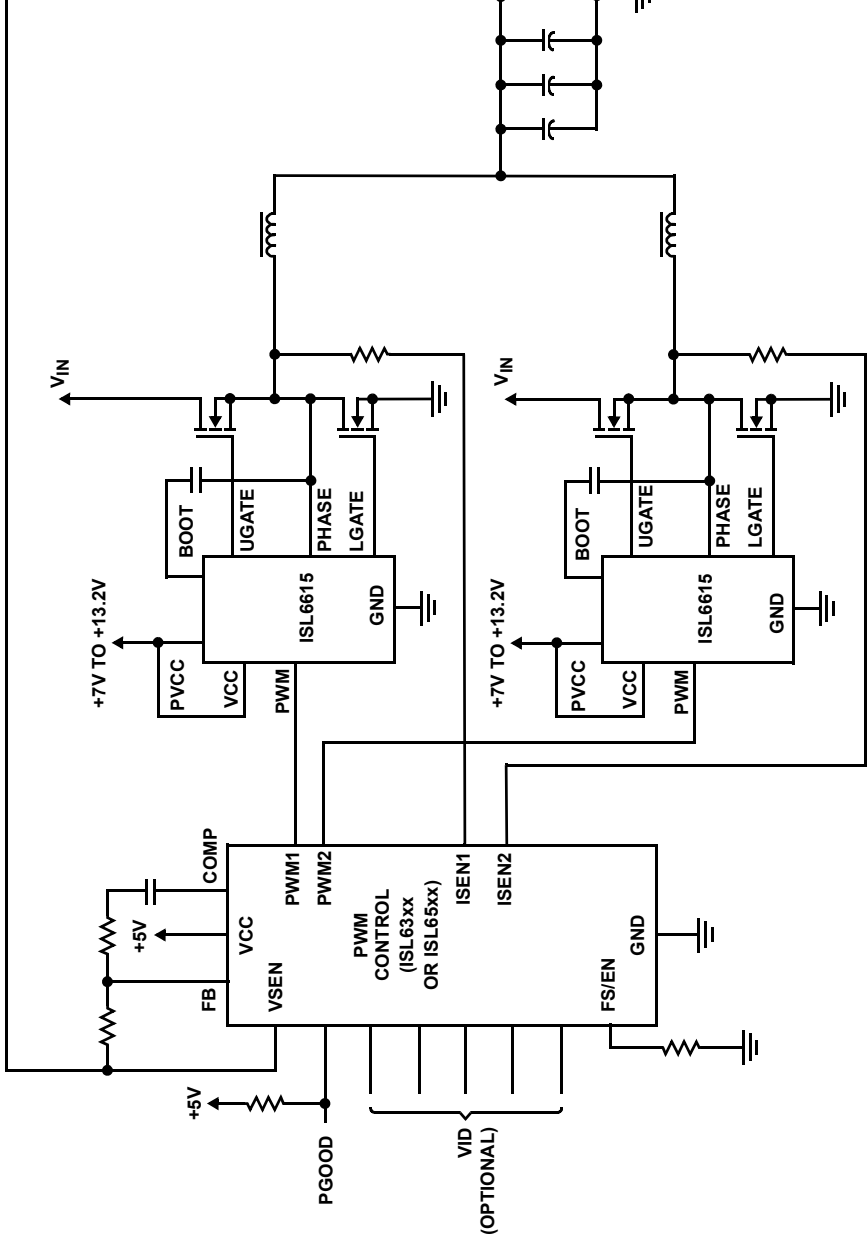 +5V
FB
VCC
COMP
VSEN
+5V
PGOOD
VID
(OPTIONAL)
PWM1
PWM2
PWM
CONTROL
(ISL63xx
OR ISL65xx)
ISEN1
ISEN2
FS/EN
GND
+7V TO +13.2V
PVCC
VCC
PWM
BOOT
UGATE
PHASE
LGATE
ISL6615
GND
VIN
+7V TO +13.2V
PVCC
VCC
PWM
BOOT
UGATE
PHASE
LGATE
ISL6615
GND
VIN